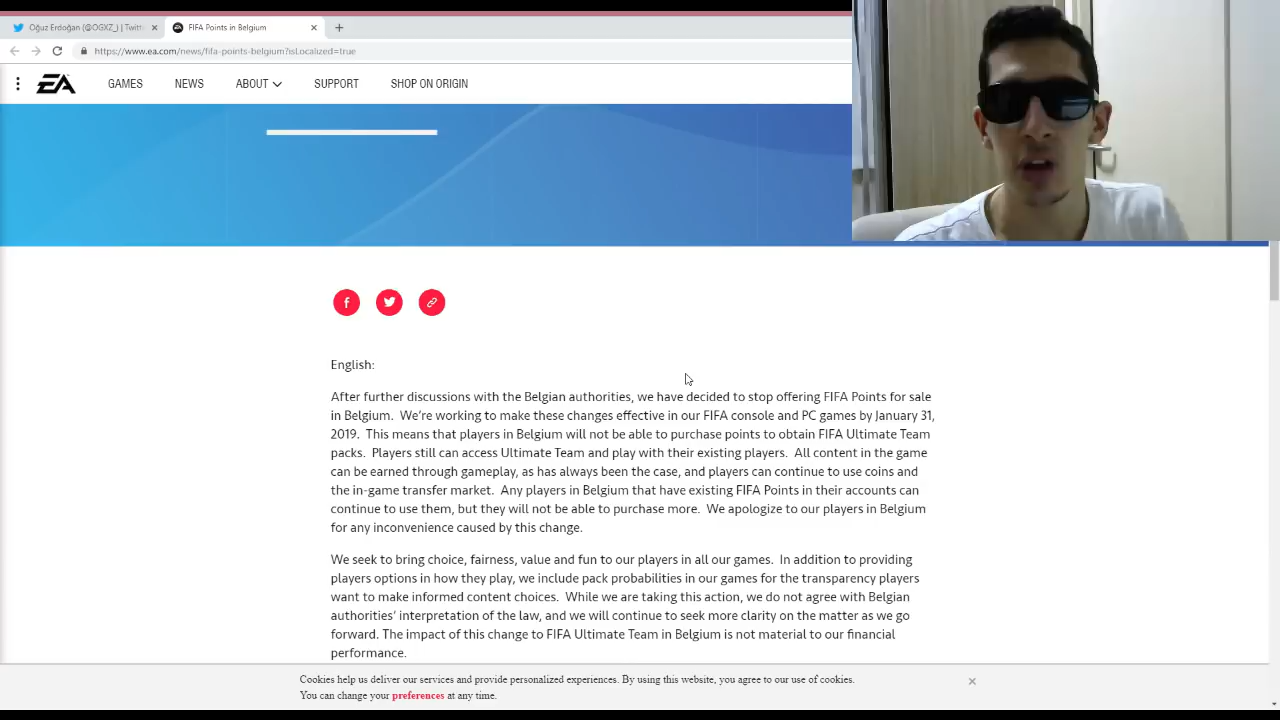 Oğuz Erdoğan (@OGXZ_) | Twitt
FIFA Points in Belgium
https://www.ea.com/news/fifa-points-belgium?isLocalized=true
EA GAMES NEWS ABOUT SUPPORT SHOP ON ORIGIN
English:
After further discussions with the Belgian authorities, we have decided to stop offering FIFA Points for sale
in Belgium. We’re working to make these changes effective in our FIFA console and PC games by January 31,
2019. This means that players in Belgium will not be able to purchase points to obtain FIFA Ultimate Team
packs. Players still can access Ultimate Team and play with their existing players. All content in the game
can be earned through gameplay, as has always been the case, and players can continue to use coins and
the in-game transfer market. Any players in Belgium that have existing FIFA Points in their accounts can
continue to use them, but they will not be able to purchase more. We apologize to our players in Belgium
for any inconvenience caused by this change.
We seek to bring choice, fairness, value and fun to our players in all our games. In addition to providing
players options in how they play, we include pack probabilities in our games for the transparency players
want to make informed content choices. While we are taking this action, we do not agree with Belgian
authorities’ interpretation of the law, and we will continue to seek more clarity on the matter as we go
forward. The impact of this change to FIFA Ultimate Team in Belgium is not material to our financial
performance.
Cookies help us deliver our services and provide personalized experiences. By using this website, you agree to our use of cookies.
You can change your preferences at any time.